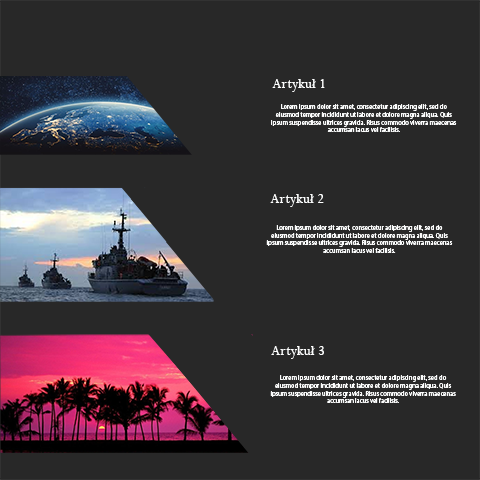 Artykuł 1
Lorem ipsum dolor sit amet, consectetur adipiscing elit, sed do
eiusmod tempor incididunt ut labore et dolore magna aliqua. Quis
ipsum suspendisse ultrices gravida. Risus commodo viverra maecenas
accumsan lacus vel facilisis.
Artykuł 2
Lorem ipsum dolor sit amet, consectetur adipiscing elit, sed do
eiusmod tempor incididunt ut labore et dolore magna aliqua. Quis
ipsum suspendisse ultrices gravida. Risus commodo viverra maecenas
accumsan lacus vel facilisis.
Artykuł 3
Lorem ipsum dolor sit amet, consectetur adipiscing elit, sed do
eiusmod tempor incididunt ut labore et dolore magna aliqua. Quis
ipsum suspendisse ultrices gravida. Risus commodo viverra maecenas
accumsan lacus vel facilisis.